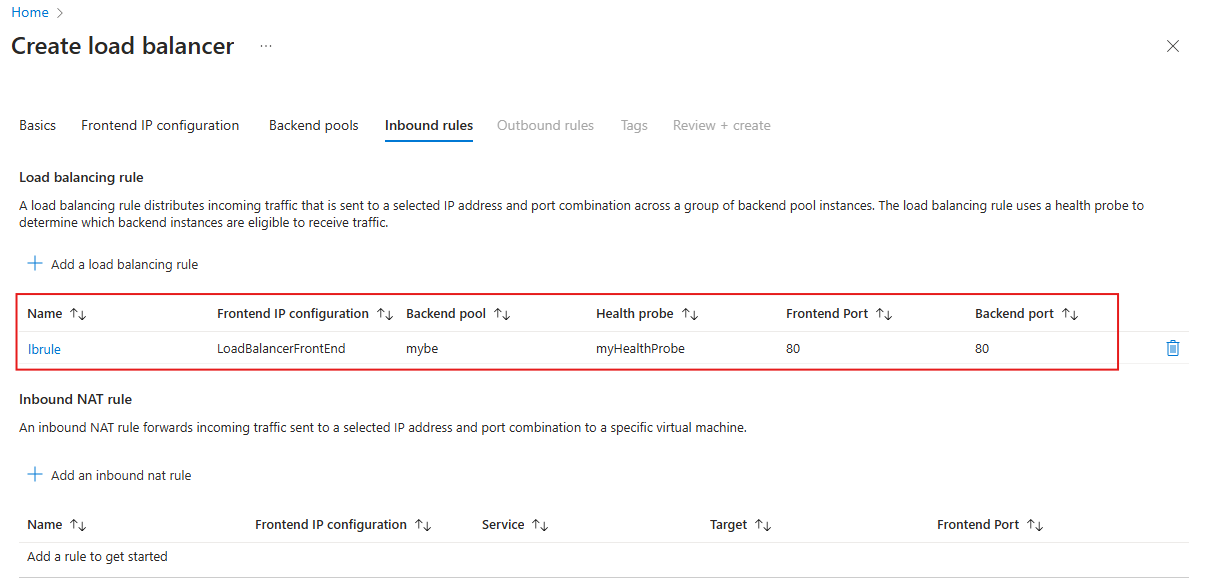 Home
Create load balancer ...
Basics Frontend IP configuration Backend pools Inbound rules Outbound rules Tags Review + create
Load balancing rule
A load balancing rule distributes incoming traffic that is sent to a selected IP address and port combination across a group of backend pool instances. The load balancing rule uses a health probe to
determine which backend instances are eligible to receive traffic.
Add a load balancing rule
Name Frontend IP configuration Backend pool Health probe Frontend Port Backend port
lbrule LoadBalancerFrontEnd mybe myHealthProbe 80 80
Inbound NAT rule
An inbound NAT rule forwards incoming traffic sent to a selected IP address and port combination to a specific virtual machine.
Add an inbound nat rule
Name Frontend IP configuration Service Target Frontend Port
Add a rule to get started